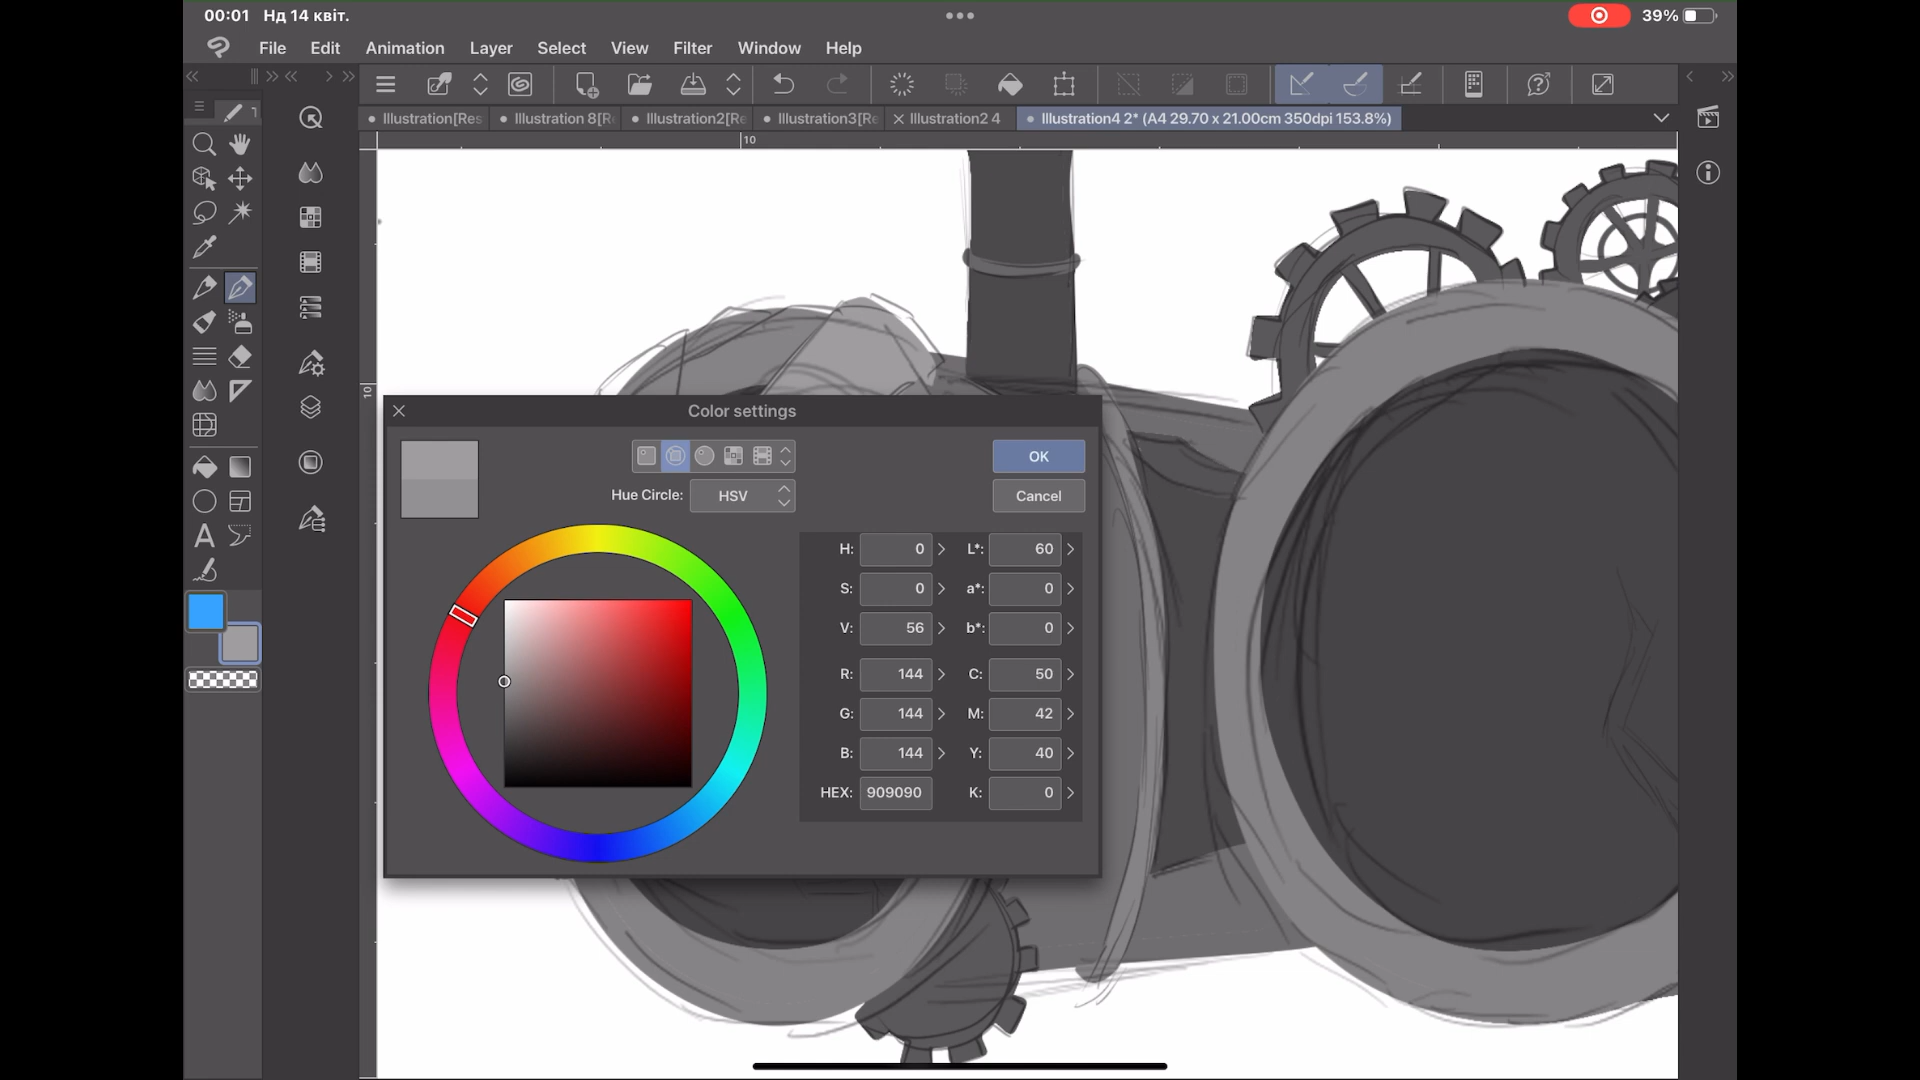 00:01 Нд 14 квіт.
39%
File Edit Animation Layer Select View Filter Window Help
Illustration[Res Illustration 8[R Illustration2[Re Illustration3[Re Illustration2 4 Illustration4 2* (A4 29.70 x 21.00cm 350dpi 153.8%)
10
10
Color settings
OK
Hue Circle: HSV
Cancel
H: 0 L*: 60
S: 0 a*: 0
V: 56 b*: 0
R: 144 C: 50
G: 144 M: 42
B: 144 Y: 40
HEX: 909090 K: 0